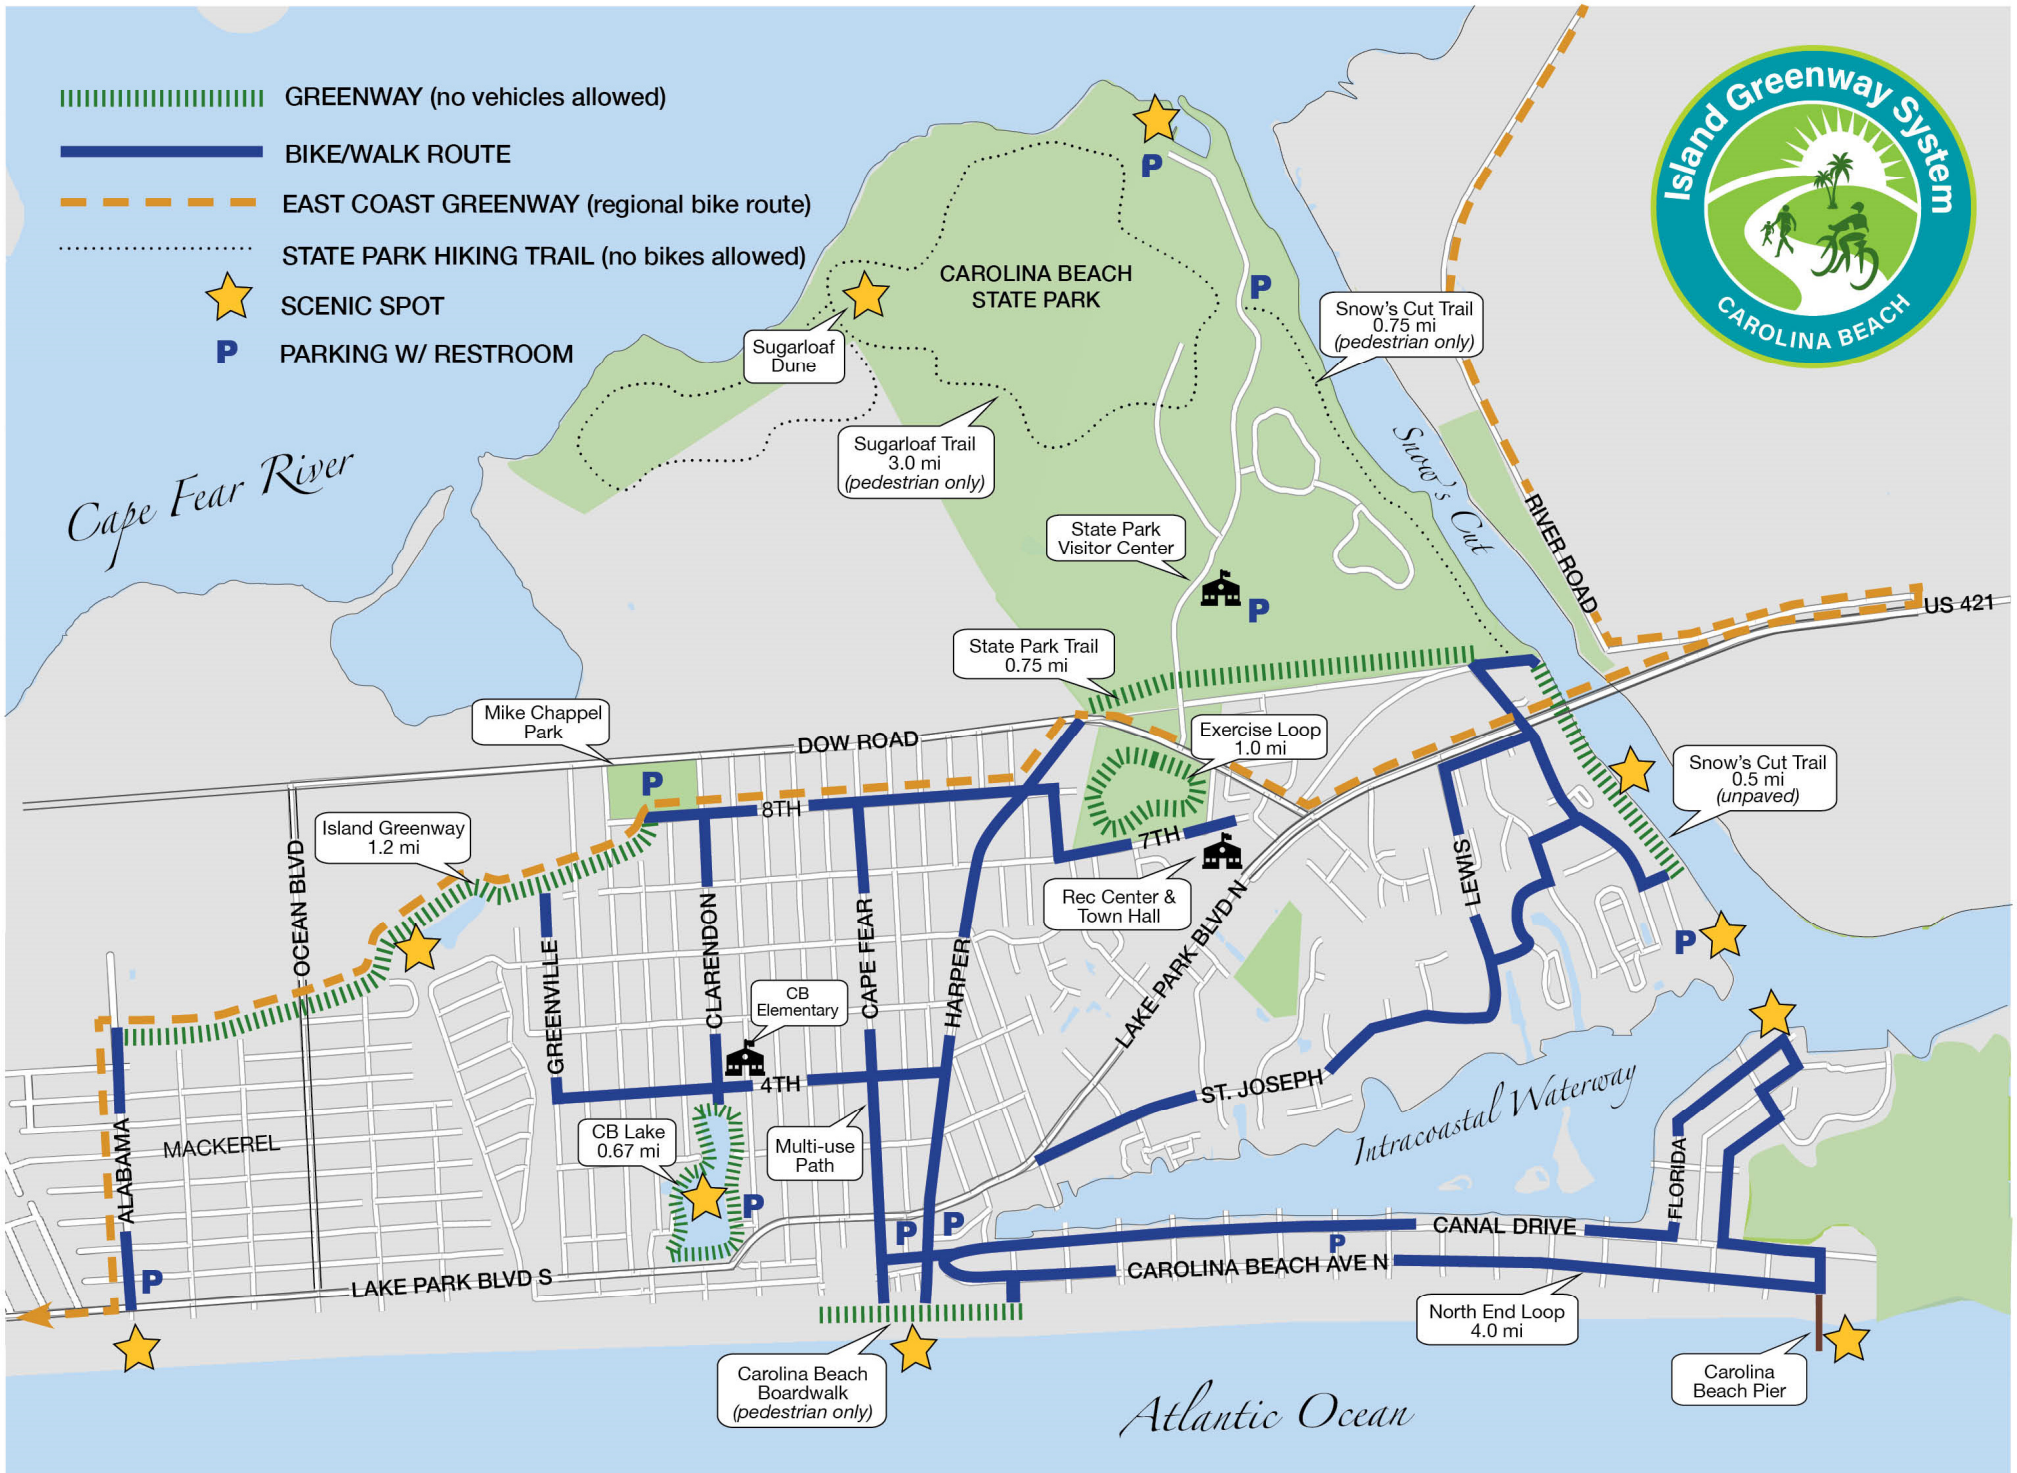 GREENWAY (no vehicles allowed)
BIKE/WALK ROUTE
EAST COAST GREENWAY (regional bike route)
STATE PARK HIKING TRAIL (no bikes allowed)
SCENIC SPOT
P
PARKING W/ RESTROOM
Island Greenway System
CAROLINA BEACH
P
CAROLINA BEACH
STATE PARK
P
Snow's Cut Trail
0.75 mi
(pedestrian only)
Sugarloaf
Dune
Sugarloaf Trail
3.0 mi
(pedestrian only)
Cape Fear River
Snow's Cut
RIVER ROAD
State Park
Visitor Center
P
US 421
State Park Trail
0.75 mi
Mike Chappel
Park
DOW ROAD
Exercise Loop
1.0 mi
P
Snow's Cut Trail
0.5 mi
(unpaved)
8TH
Island Greenway
1.2 mi
7TH
Rec Center &
Town Hall
OCEAN BLVD
GREENVILLE
CLARENDON
CAPE FEAR
HARPER
LAKE PARK BLVD N
LEWIS
P
CB
Elementary
4TH
ST. JOSEPH
Intracoastal Waterway
MACKEREL
ALABAMA
CB Lake
0.67 mi
Multi-use
Path
FLORIDA
P
P
P
CANAL DRIVE
P
CAROLINA BEACH AVE N
P
LAKE PARK BLVD S
North End Loop
4.0 mi
Carolina Beach
Boardwalk
(pedestrian only)
Carolina
Beach Pier
Atlantic Ocean